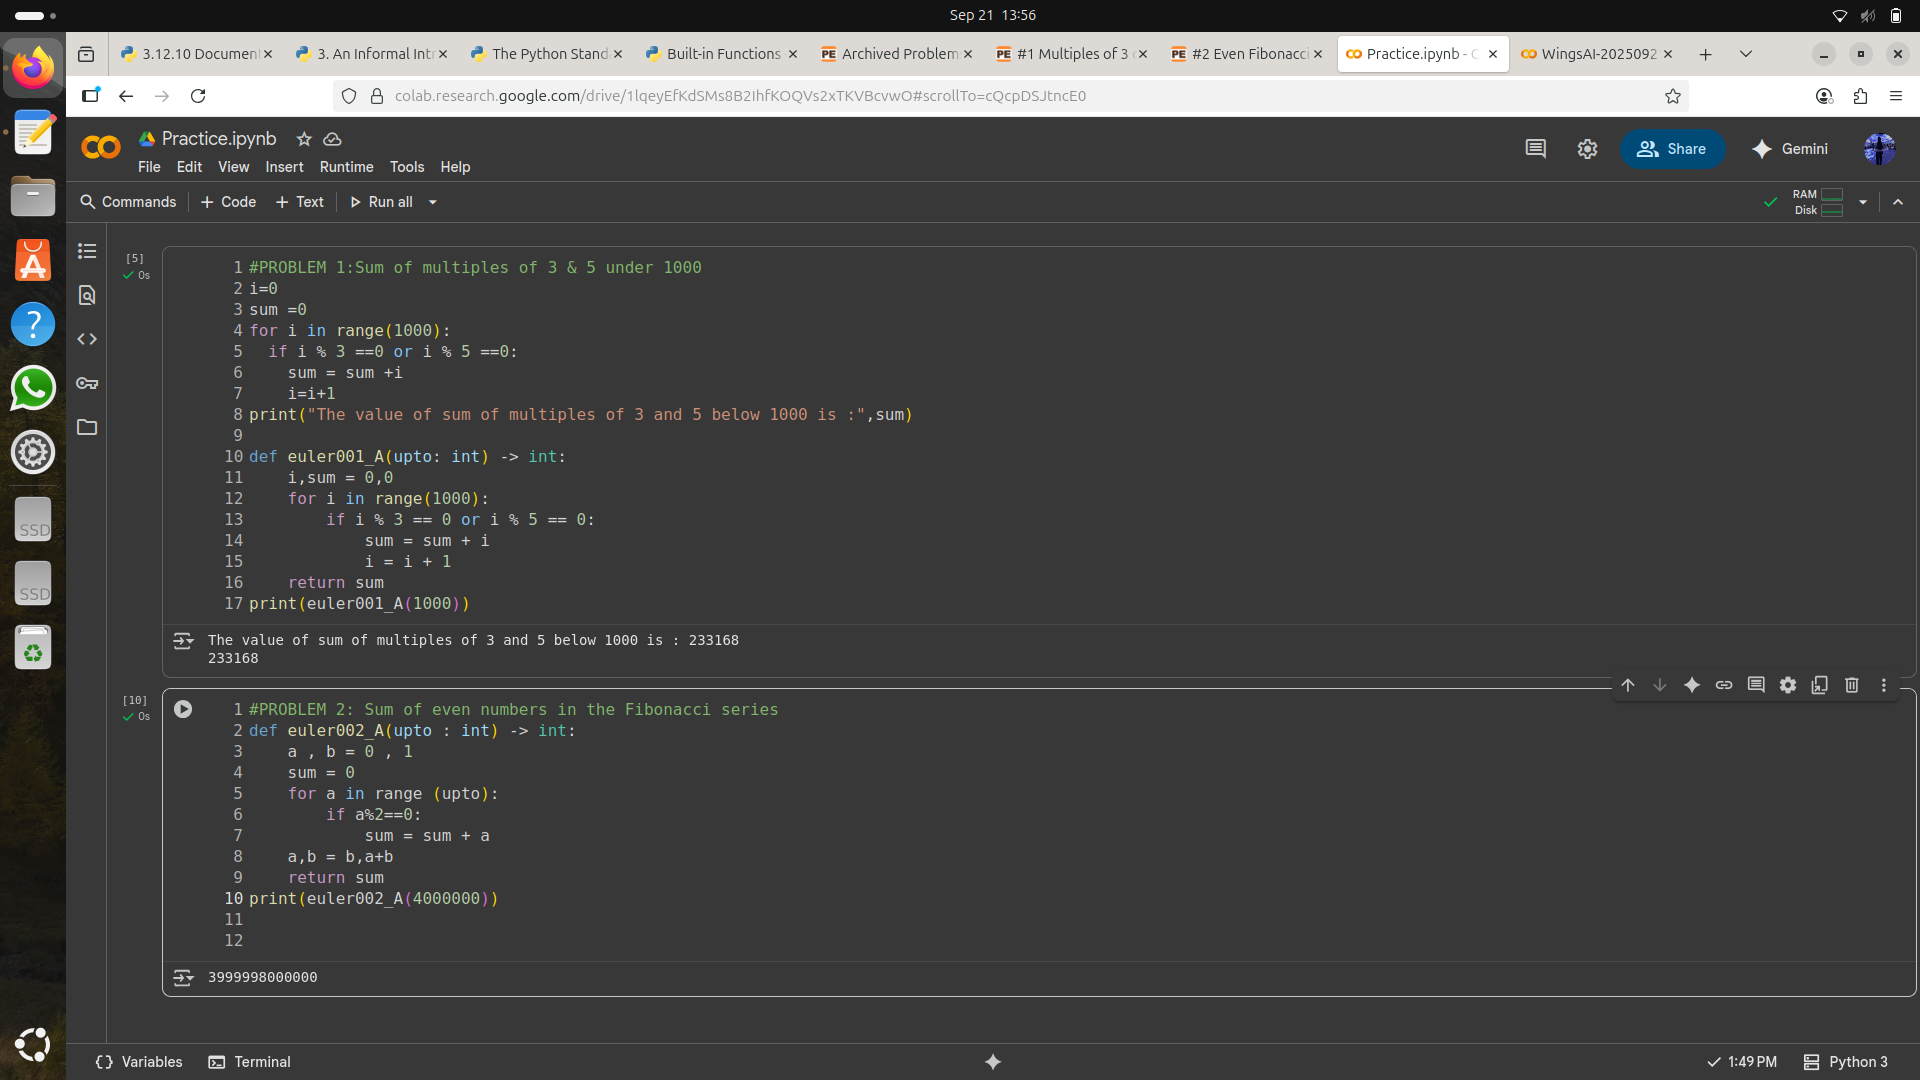 Sep 21 13:56
3.12.10 Document
3. An Informal Intr
The Python Stand
Built-in Functions
Archived Problem
#1 Multiples of 3
#2 Even Fibonacci
Practice.ipynb - C
WingsAI-2025092
colab.research.google.com/drive/1lqeyEfKdSMs8B2IhfKOQVs2xTKVBcvwO#scrollTo=cQcpDSJtncE0
Practice.ipynb
File Edit View Insert Runtime Tools Help
Share
Gemini
Commands + Code + Text Run all
RAM
Disk
[5]
0s
1 #PROBLEM 1:Sum of multiples of 3 & 5 under 1000
2 i=0
3 sum =0
4 for i in range(1000):
5   if i % 3 ==0 or i % 5 ==0:
6     sum = sum +i
7     i=i+1
8 print("The value of sum of multiples of 3 and 5 below 1000 is :",sum)
9
10 def euler001_A(upto: int) -> int:
11     i,sum = 0,0
12     for i in range(1000):
13         if i % 3 == 0 or i % 5 == 0:
14             sum = sum + i
15             i = i + 1
16     return sum
17 print(euler001_A(1000))
The value of sum of multiples of 3 and 5 below 1000 is : 233168
233168
[10]
0s
1 #PROBLEM 2: Sum of even numbers in the Fibonacci series
2 def euler002_A(upto : int) -> int:
3     a , b = 0 , 1
4     sum = 0
5     for a in range (upto):
6         if a%2==0:
7             sum = sum + a
8     a,b = b,a+b
9     return sum
10 print(euler002_A(4000000))
11
12
3999998000000
SSD
SSD
Variables Terminal
1:49 PM Python 3